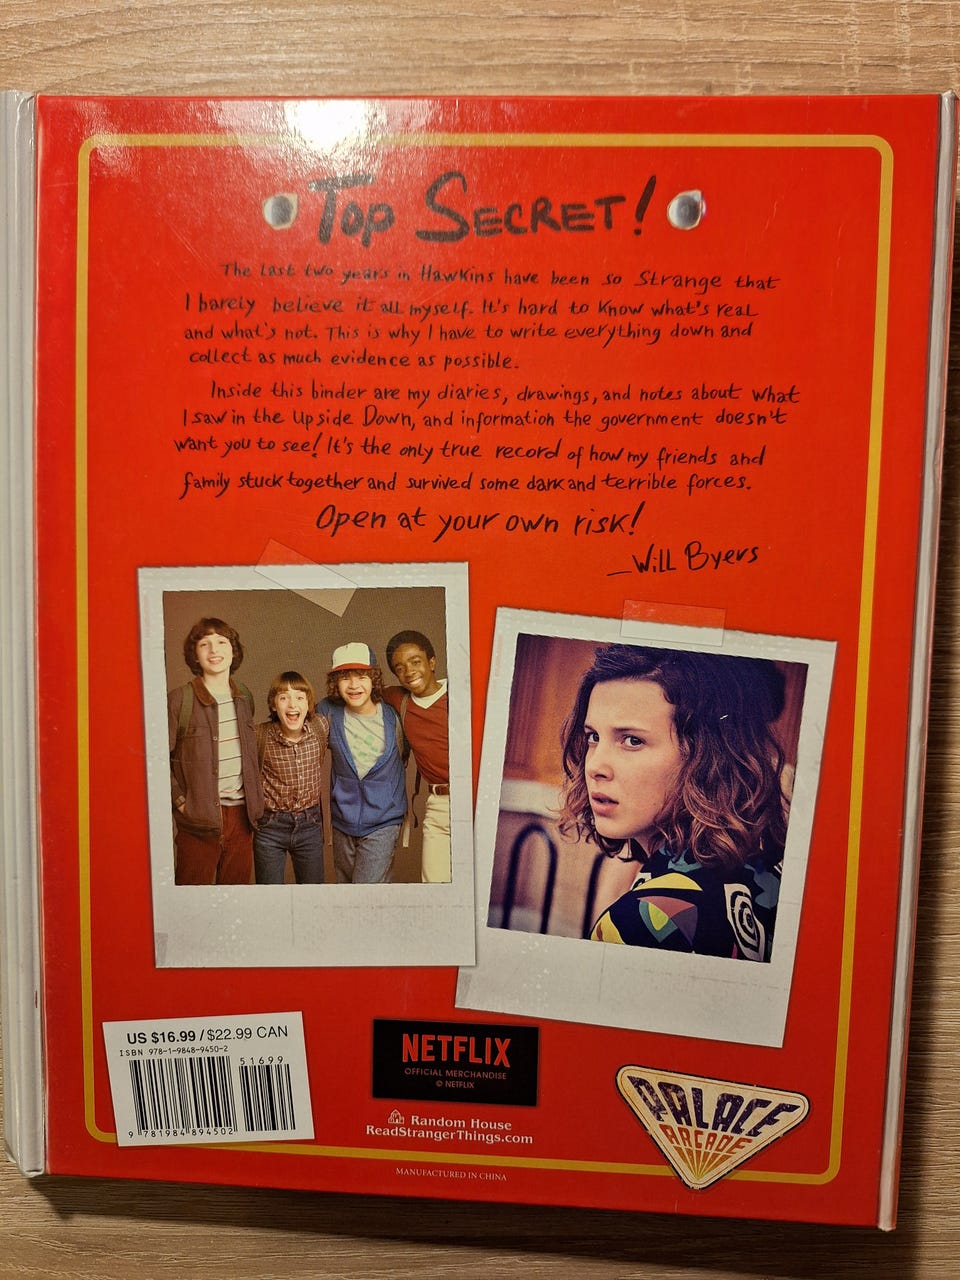 Top Secret!
The last two years in Hawkins have been so strange that
I barely believe it all myself. It's hard to know what's real
and what's not. This is why I have to write everything down and
collect as much evidence as possible.
Inside this binder are my diaries, drawings, and notes about what
I saw in the Upside Down, and information the government doesn't
want you to see! It's the only true record of how my friends and
family stuck together and survived some dark and terrible forces.
Open at your own risk!
_Will Byers
US $16.99 / $22.99 CAN
ISBN 978-1-9848-9450-2
51699
9 781984 894502
NETFLIX
OFFICIAL MERCHANDISE
© NETFLIX
Random House
ReadStrangerThings.com
PALACE
ARCADE
MANUFACTURED IN CHINA